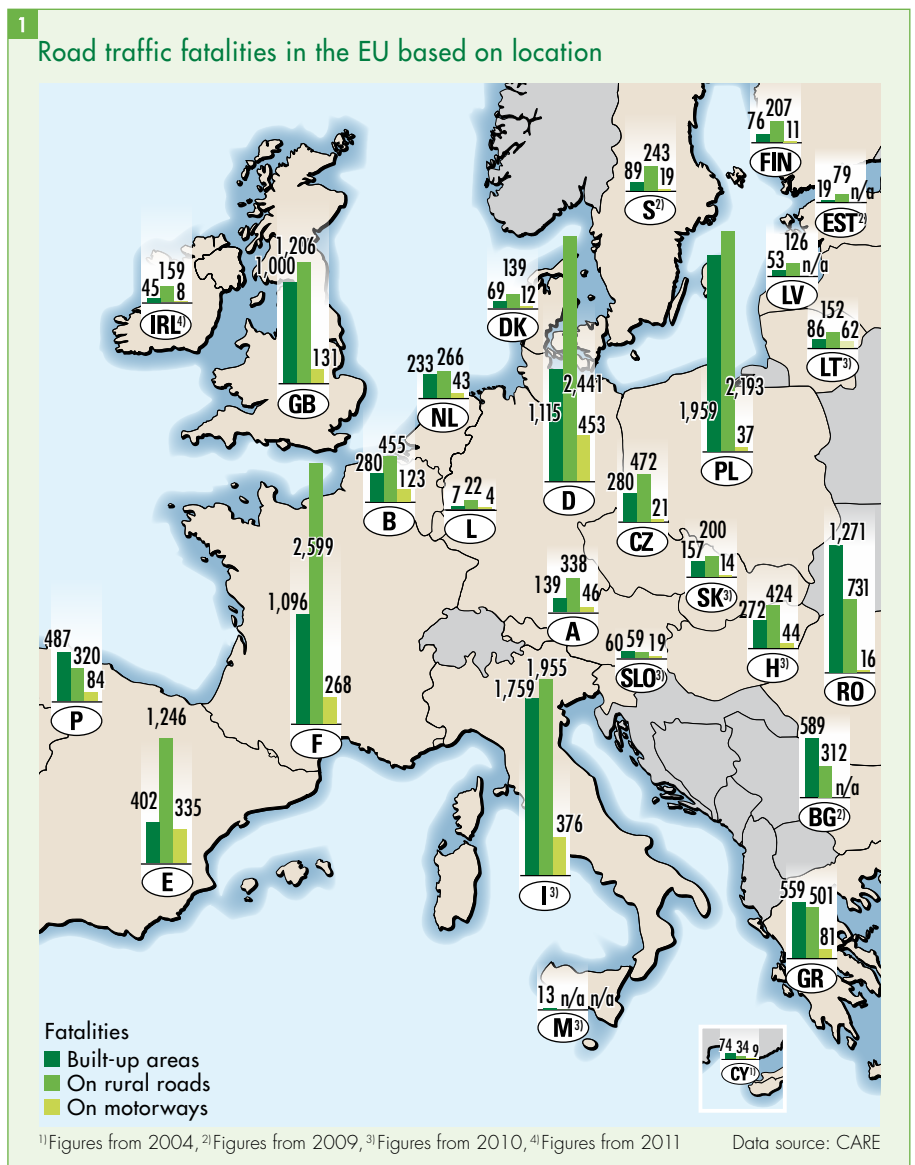 1
Road traffic fatalities in the EU based on location
76 207 11
FIN
89 243 19
S2)
19 79 n/a
EST2)
1,000 1,206 131
GB
45 159 8
IRL4)
69 139 12
DK
53 126 n/a
LV
86 152 62
LT3)
233 266 43
NL
1,115 2,441 453
D
1,959 2,193 37
PL
280 455 123
B
7 22 4
L
280 472 21
CZ
157 200 14
SK3)
1,271 731 16
RO
1,096 2,599 268
F
139 338 46
A
272 424 44
H3)
60 59 19
SLO3)
487 320 84
P
402 1,246 335
E
1,759 1,955 376
I3)
589 312 n/a
BG2)
559 501 81
GR
13 n/a n/a
M3)
74 34 9
CY1)
Fatalities
Built-up areas
On rural roads
On motorways
1) Figures from 2004, 2) Figures from 2009, 3) Figures from 2010, 4) Figures from 2011 Data source: CARE